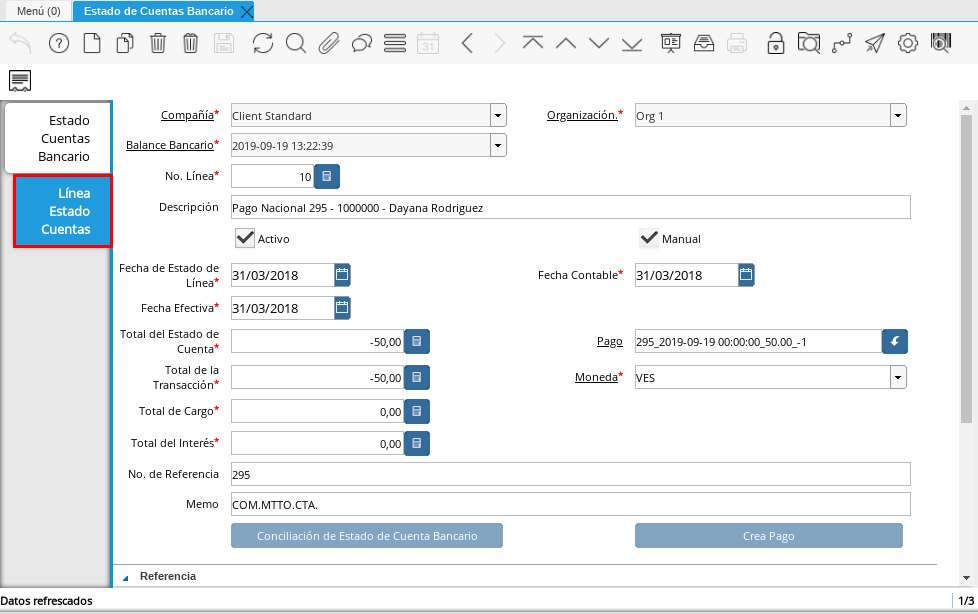 Menú (0)
Estado de Cuentas Bancario
31
Estado
Cuentas
Bancario
Línea
Estado
Cuentas
Compañía*
Client Standard
Organización.*
Org 1
Balance Bancario*
2019-09-19 13:22:39
No. Línea*
10
Descripción
Pago Nacional 295 - 1000000 - Dayana Rodriguez
Activo
Manual
Fecha de Estado de
Línea*
31/03/2018
Fecha Contable*
31/03/2018
Fecha Efectiva*
31/03/2018
Total del Estado de
Cuenta*
-50,00
Pago
295_2019-09-19 00:00:00_50.00_-1
Total de la
Transacción*
-50,00
Moneda*
VES
Total de Cargo*
0,00
Total del Interés*
0,00
No. de Referencia
295
Memo
COM.MTTO.CTA.
Conciliación de Estado de Cuenta Bancario
Crea Pago
Referencia
Datos refrescados
1/3